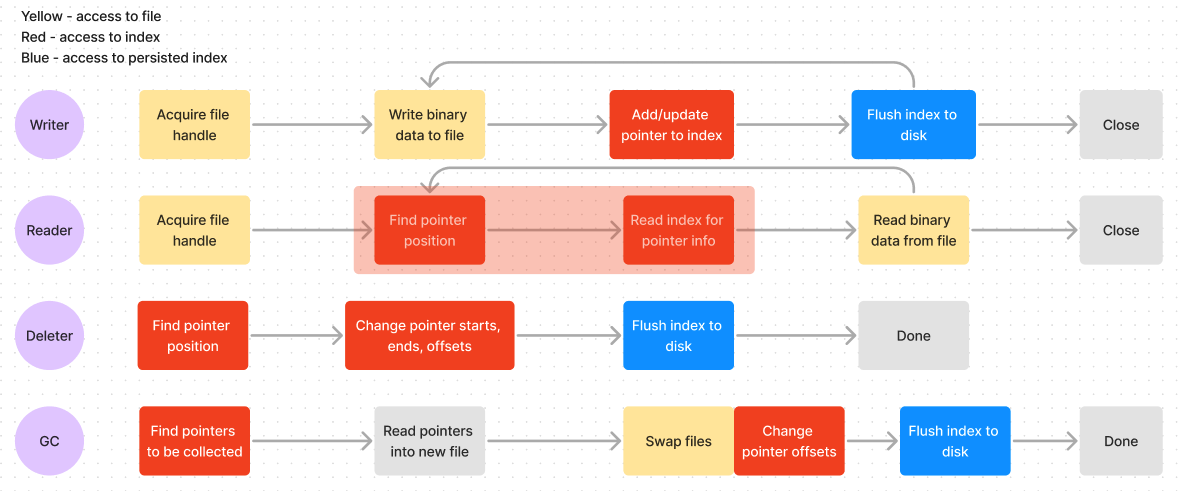 Yellow - access to file
Red - access to index
Blue - access to persisted index
Writer
Acquire file
handle
Write binary
data to file
Add/update
pointer to index
Flush index to
disk
Close
Reader
Acquire file
handle
Find pointer
position
Read index for
pointer info
Read binary
data from file
Close
Deleter
Find pointer
position
Change pointer starts,
ends, offsets
Flush index to
disk
Done
GC
Find pointers
to be collected
Read pointers
into new file
Swap files
Change
pointer offsets
Flush index to
disk
Done